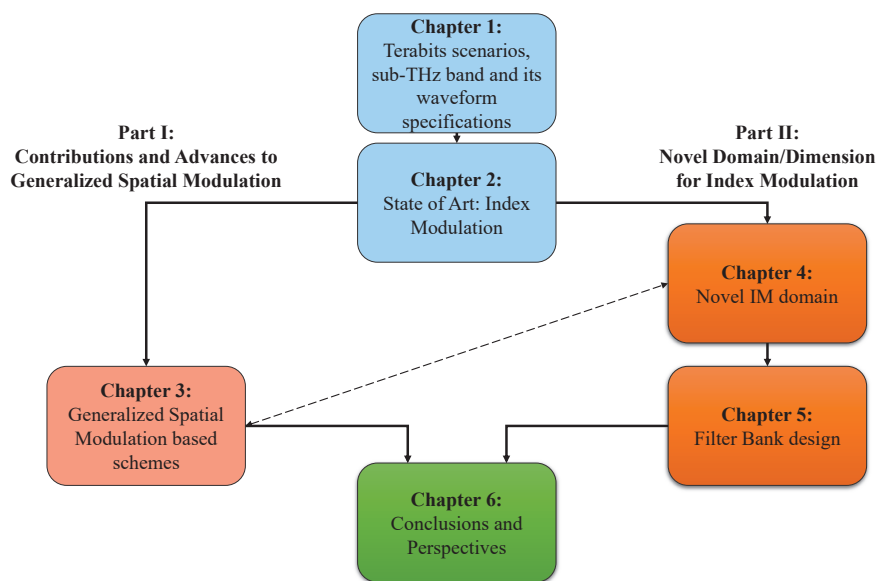 Chapter 1:
Terabits scenarios,
sub-THz band and its
waveform
specifications
Part I:
Contributions and Advances to
Generalized Spatial Modulation
Part II:
Novel Domain/Dimension
for Index Modulation
Chapter 2:
State of Art: Index
Modulation
Chapter 4:
Novel IM domain
Chapter 3:
Generalized Spatial
Modulation based
schemes
Chapter 5:
Filter Bank design
Chapter 6:
Conclusions and
Perspectives